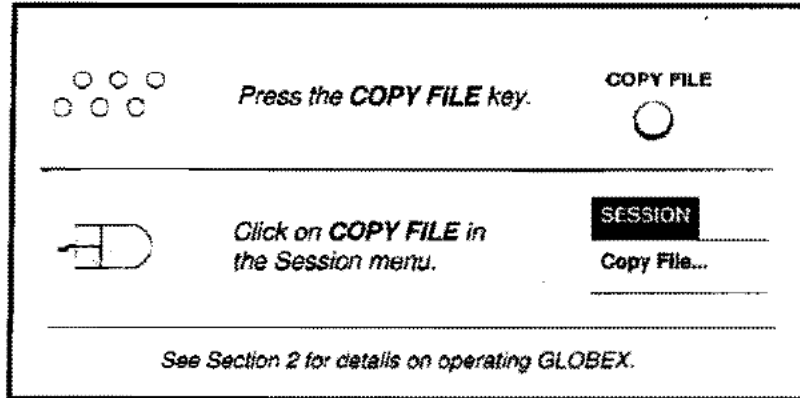 Press the COPY FILE key.
COPY FILE
Click on COPY FILE in
the Session menu.
SESSION
Copy File...
See Section 2 for details on operating GLOBEX.